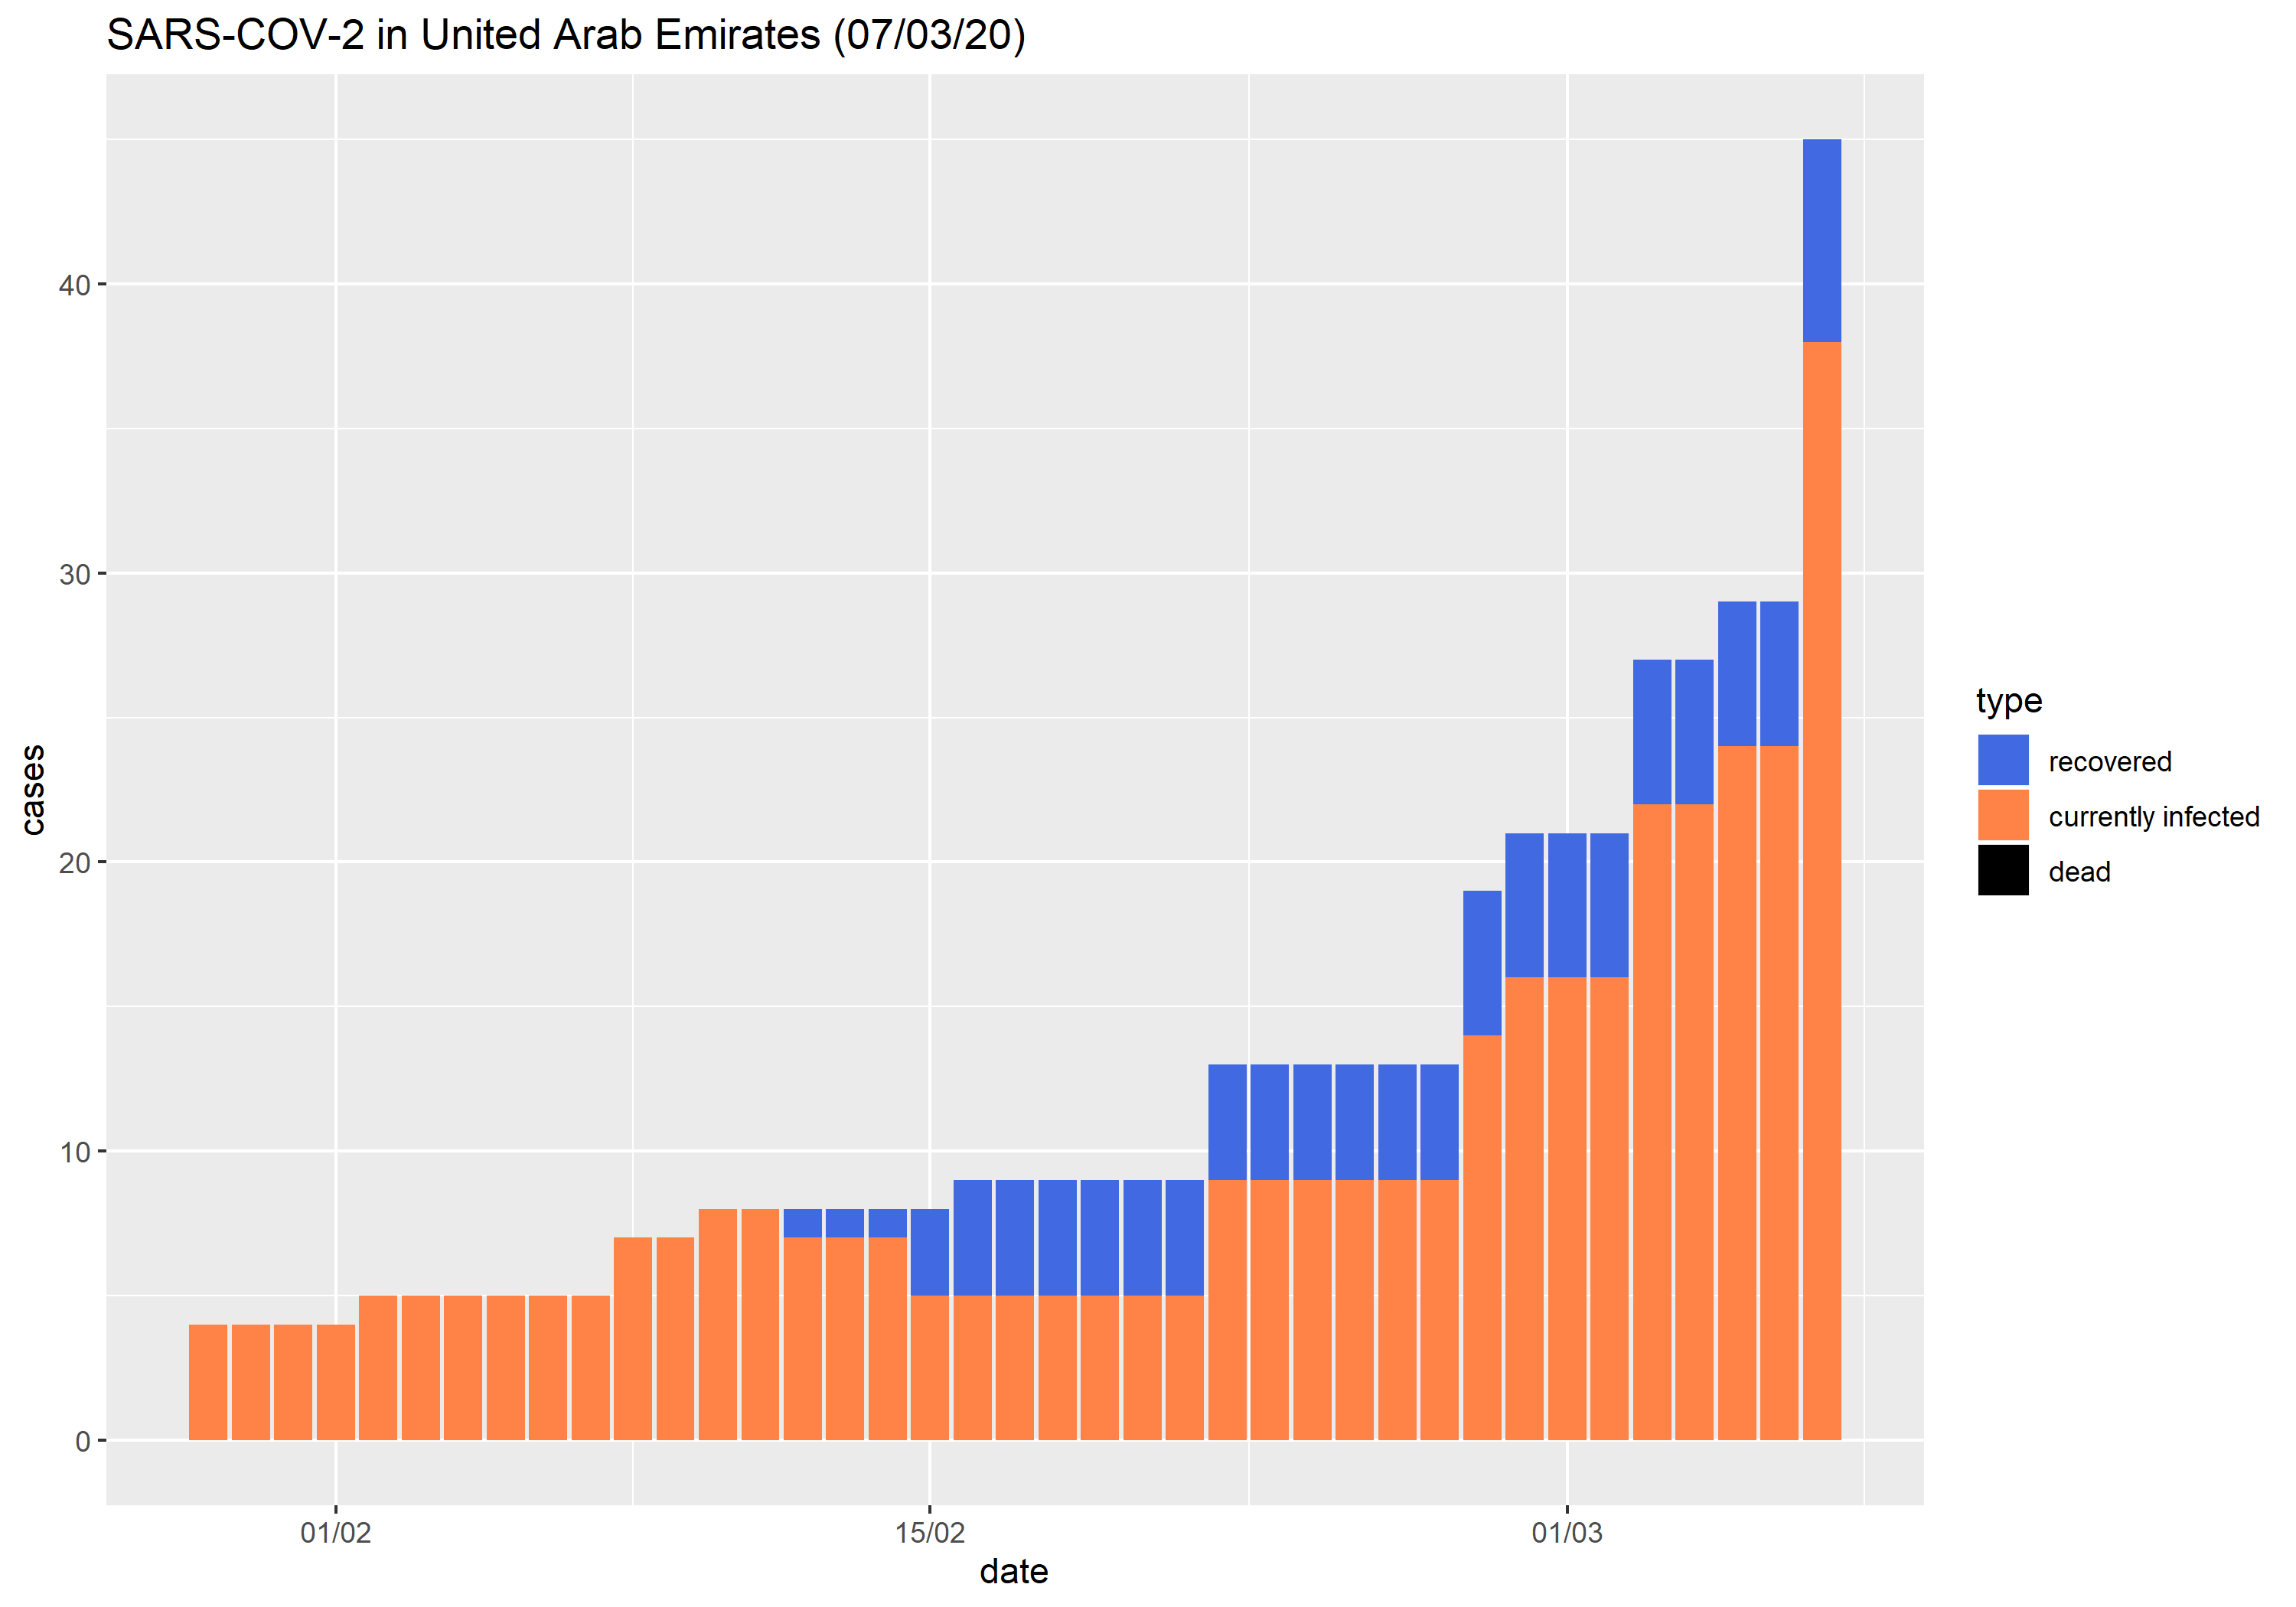 SARS-COV-2 in United Arab Emirates (07/03/20)
40
30
20
10
0
cases
01/02
15/02
01/03
date
type
recovered
currently infected
dead